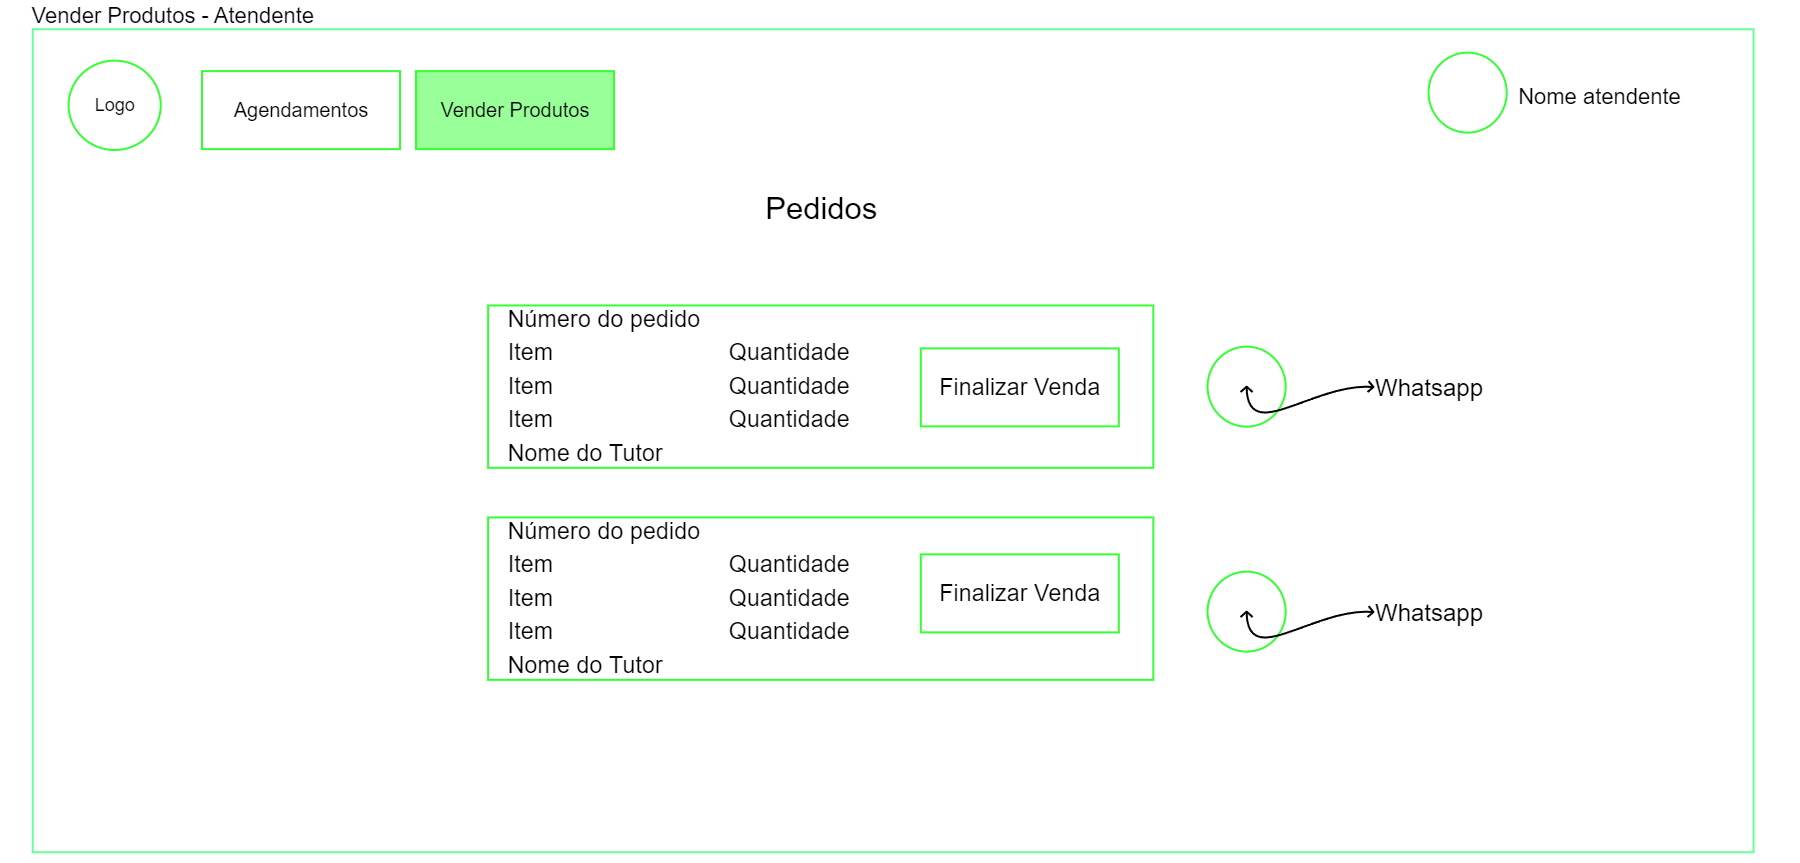 Vender Produtos - Atendente
Logo
Agendamentos
Vender Produtos
Nome atendente
Pedidos
Número do pedido
Item Quantidade
Item Quantidade
Item Quantidade
Nome do Tutor
Finalizar Venda
Whatsapp
Número do pedido
Item Quantidade
Item Quantidade
Item Quantidade
Nome do Tutor
Finalizar Venda
Whatsapp